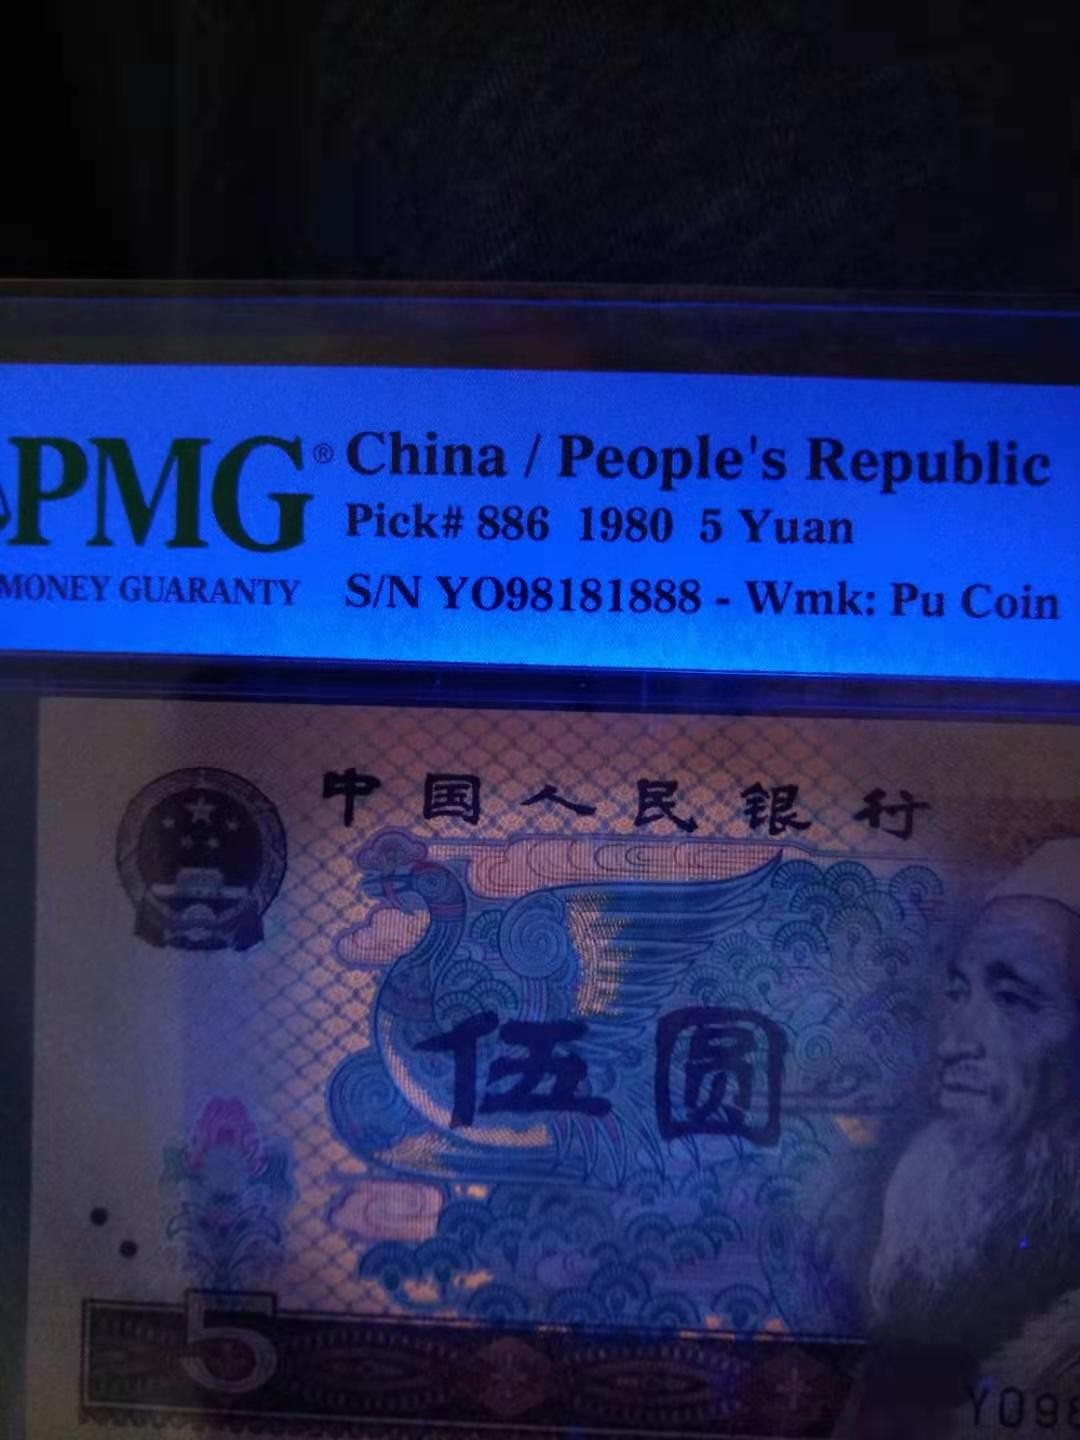 PMG® China / People's Republic
Pick# 886 1980 5 Yuan
MONEY GUARANTY S/N YO98181888 - Wmk: Pu Coin
中国人民银行
伍圆
5
YO98